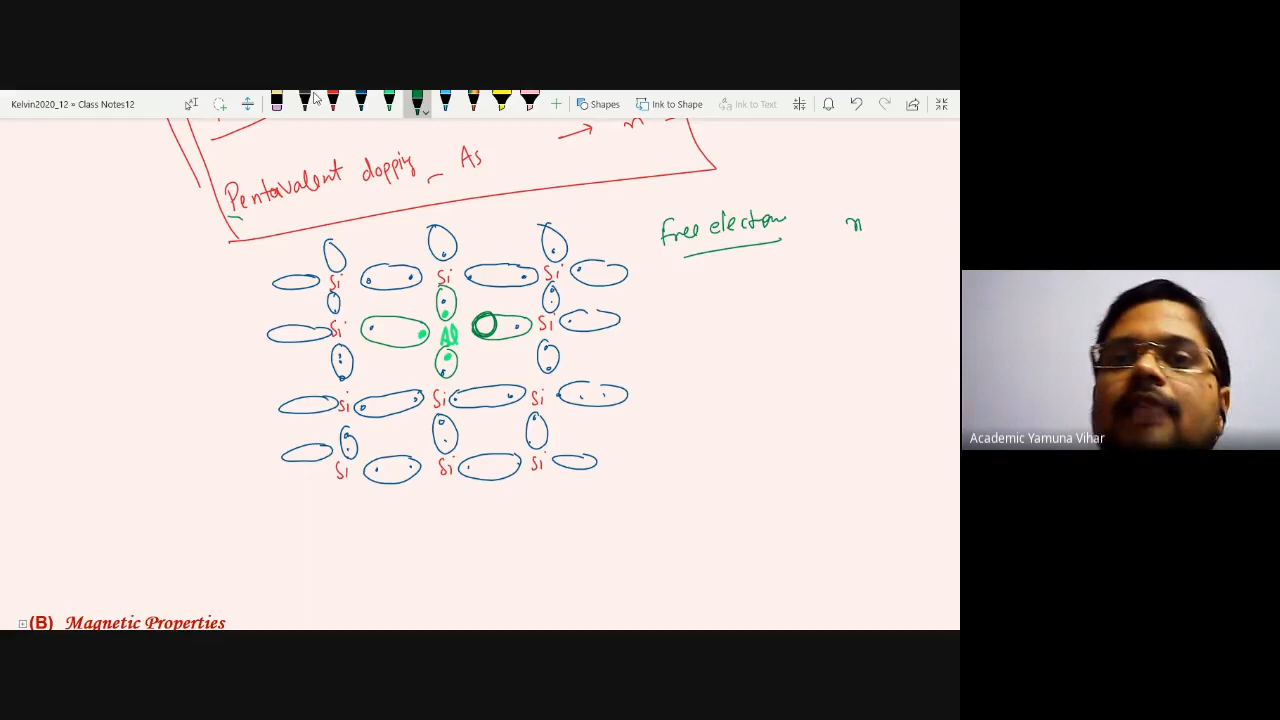 Kelvin2020_12 » Class Notes12
Shapes
Ink to Shape
Ink to Text
→ n
Pentavalent doppig - As
Free electron n
Si Si Si
Si Al Si
Si Si Si
Si Si Si
Academic Yamuna Vihar
(B) Magnetic Properties